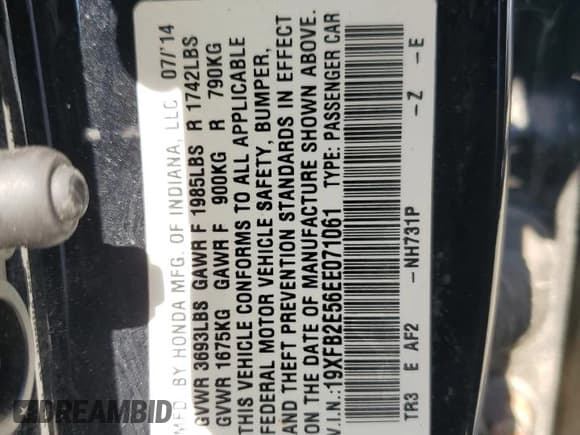 MFD BY HONDA MFG. OF INDIANA, LLC 07/14
GVWR 3693LBS GAWR F 1985LBS R 1742LBS
GVWR 1675KG GAWR F 900KG R 790KG
THIS VEHICLE CONFORMS TO ALL APPLICABLE
FEDERAL MOTOR VEHICLE SAFETY, BUMPER,
AND THEFT PREVENTION STANDARDS IN EFFECT
ON THE DATE OF MANUFACTURE SHOWN ABOVE.
V.I.N.:19XFB2E56EE071061 TYPE: PASSENGER CAR
TR3 E AF2 - NH731P - Z - E
DREAMBID